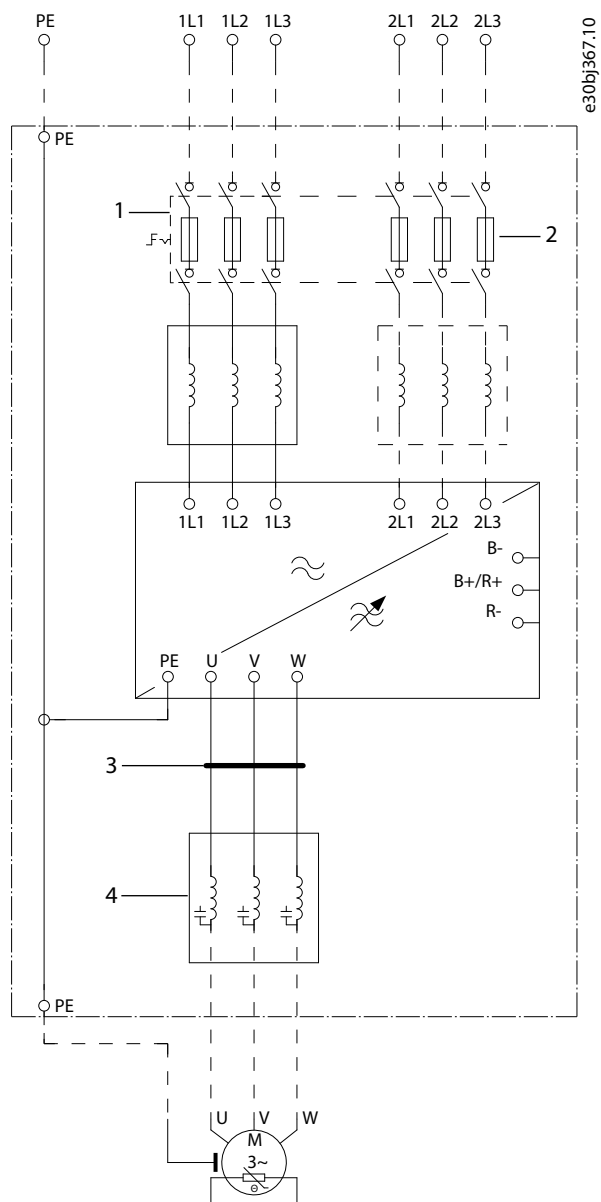 PE 1L1 1L2 1L3 2L1 2L2 2L3
e30bj367.10
PE
1
2
1L1 1L2 1L3 2L1 2L2 2L3
B-
B+/R+
R-
PE U V W
3
4
PE
U V W
M
3~
Θ